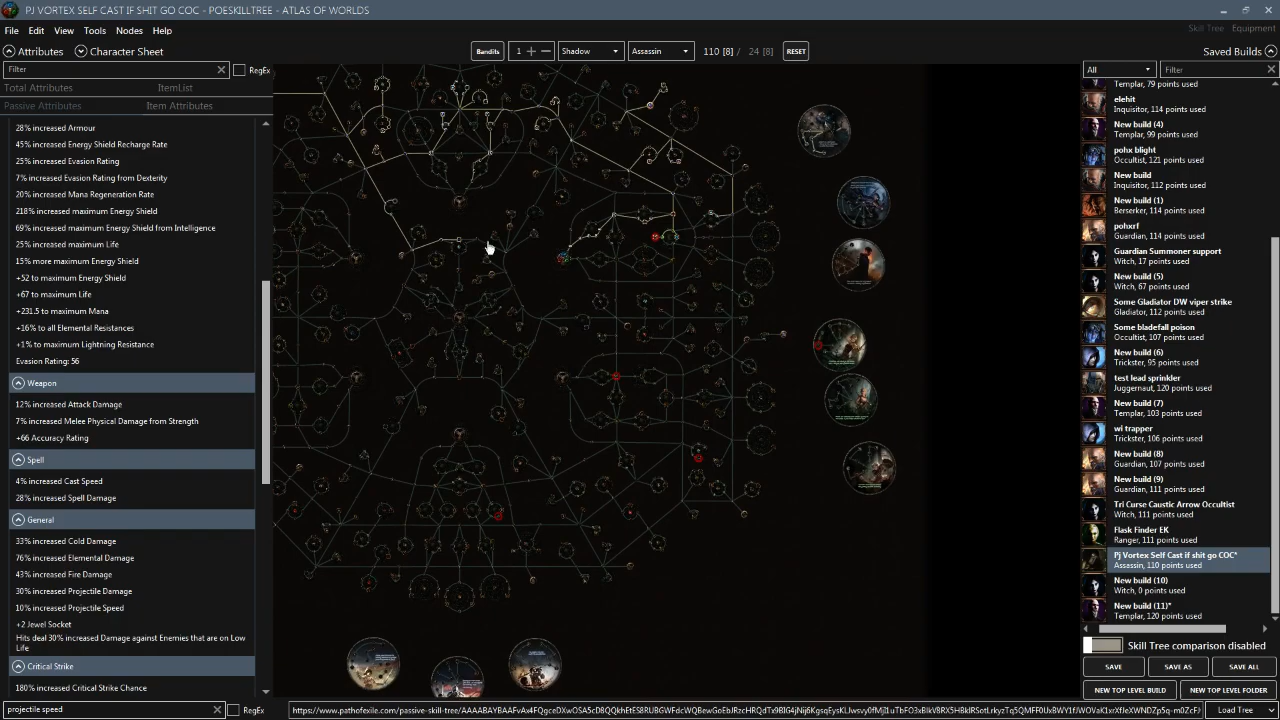 PJ VORTEX SELF CAST IF SHIT GO COC - POESKILLTREE - ATLAS OF WORLDS
File Edit View Tools Nodes Help
Skill Tree Equipment
Attributes Character Sheet
Bandits 1 Shadow Assassin 110 [8] / 24 [8] RESET
Saved Builds
Filter RegEx
All Filter
Total Attributes ItemList
Passive Attributes Item Attributes
28% increased Armour
45% increased Energy Shield Recharge Rate
25% increased Evasion Rating
7% increased Evasion Rating from Dexterity
20% increased Mana Regeneration Rate
218% increased maximum Energy Shield
69% increased maximum Energy Shield from Intelligence
23% increased maximum Life
15% more maximum Energy Shield
+52 to maximum Energy Shield
+67 to maximum Life
+231.5 to maximum Mana
+16% to all Elemental Resistances
+1% to maximum Lightning Resistance
Evasion Rating: 56
Weapon
12% increased Attack Damage
7% increased Melee Physical Damage from Strength
+66 Accuracy Rating
Spell
4% increased Cast Speed
28% increased Spell Damage
General
33% increased Cold Damage
76% increased Elemental Damage
43% increased Fire Damage
30% increased Projectile Damage
10% increased Projectile Speed
+2 Jewel Socket
Hits deal 30% increased Damage against Enemies that are on Low
Life
Critical Strike
180% increased Critical Strike Chance
projectile speed RegEx
Templar, 79 points used
elehit
Inquisitor, 114 points used
New build (4)
Templar, 99 points used
pohx blight
Occultist, 121 points used
New build
Inquisitor, 112 points used
New build (1)
Berserker, 114 points used
pohxrf
Guardian, 114 points used
Guardian Summoner support
Witch, 17 points used
New build (5)
Witch, 67 points used
Some Gladiator DW viper strike
Gladiator, 112 points used
Some bladefall poison
Occultist, 107 points used
New build (6)
Trickster, 95 points used
test lead sprinkler
Juggernaut, 120 points used
New build (7)
Templar, 103 points used
wi trapper
Trickster, 106 points used
New build (8)
Guardian, 107 points used
New build (9)
Guardian, 111 points used
Tri Curse Caustic Arrow Occultist
Witch, 111 points used
Flask Finder EK
Ranger, 111 points used
Pj Vortex Self Cast if shit go COC*
Assassin, 110 points used
New build (10)
Witch, 0 points used
New build (11)*
Templar, 120 points used
Skill Tree comparison disabled
SAVE SAVE AS SAVE ALL
NEW TOP LEVEL BUILD NEW TOP LEVEL FOLDER
Load Tree